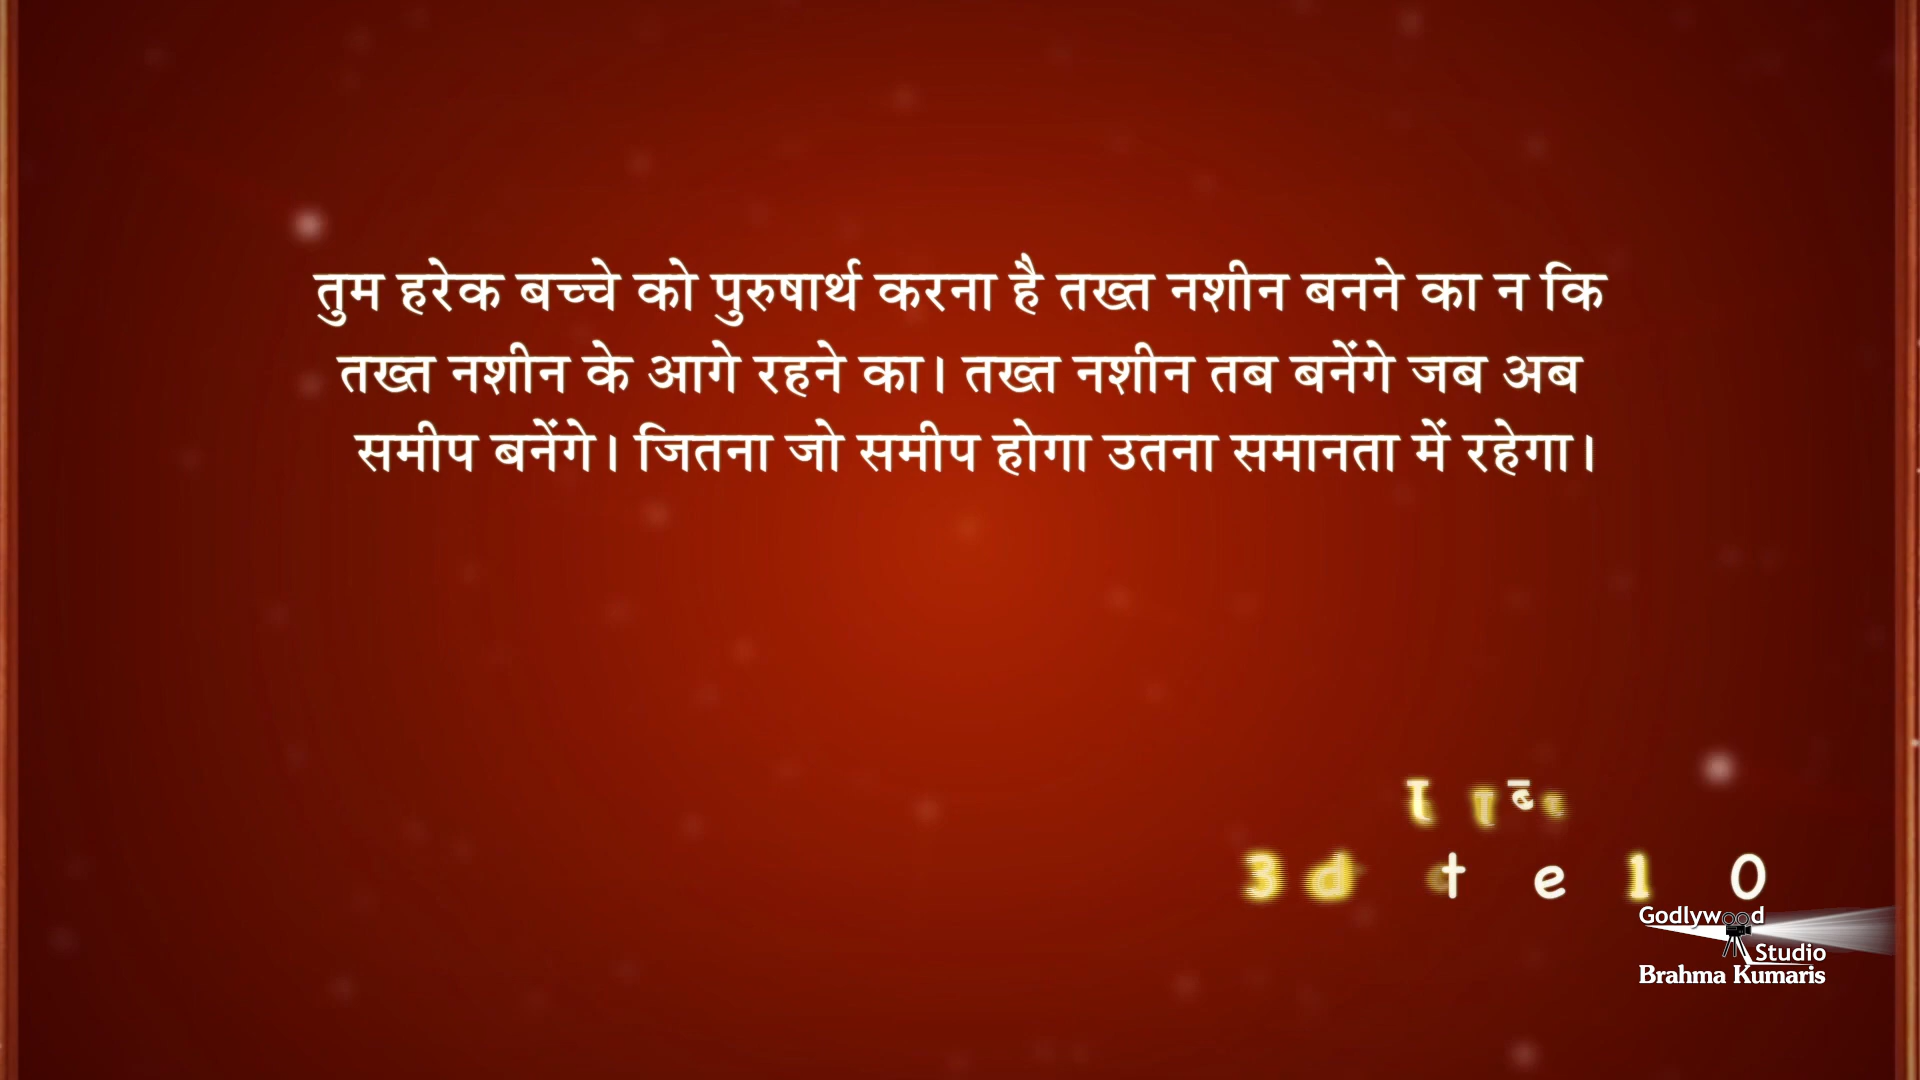 तुम हरेक बच्चे को पुरुषार्थ करना है तख्त नशीन बनने का न कि
तख्त नशीन के आगे रहने का। तख्त नशीन तब बनेंगे जब अब
समीप बनेंगे। जितना जो समीप होगा उतना समानता में रहेगा।
Godlywood
Studio
Brahma Kumaris